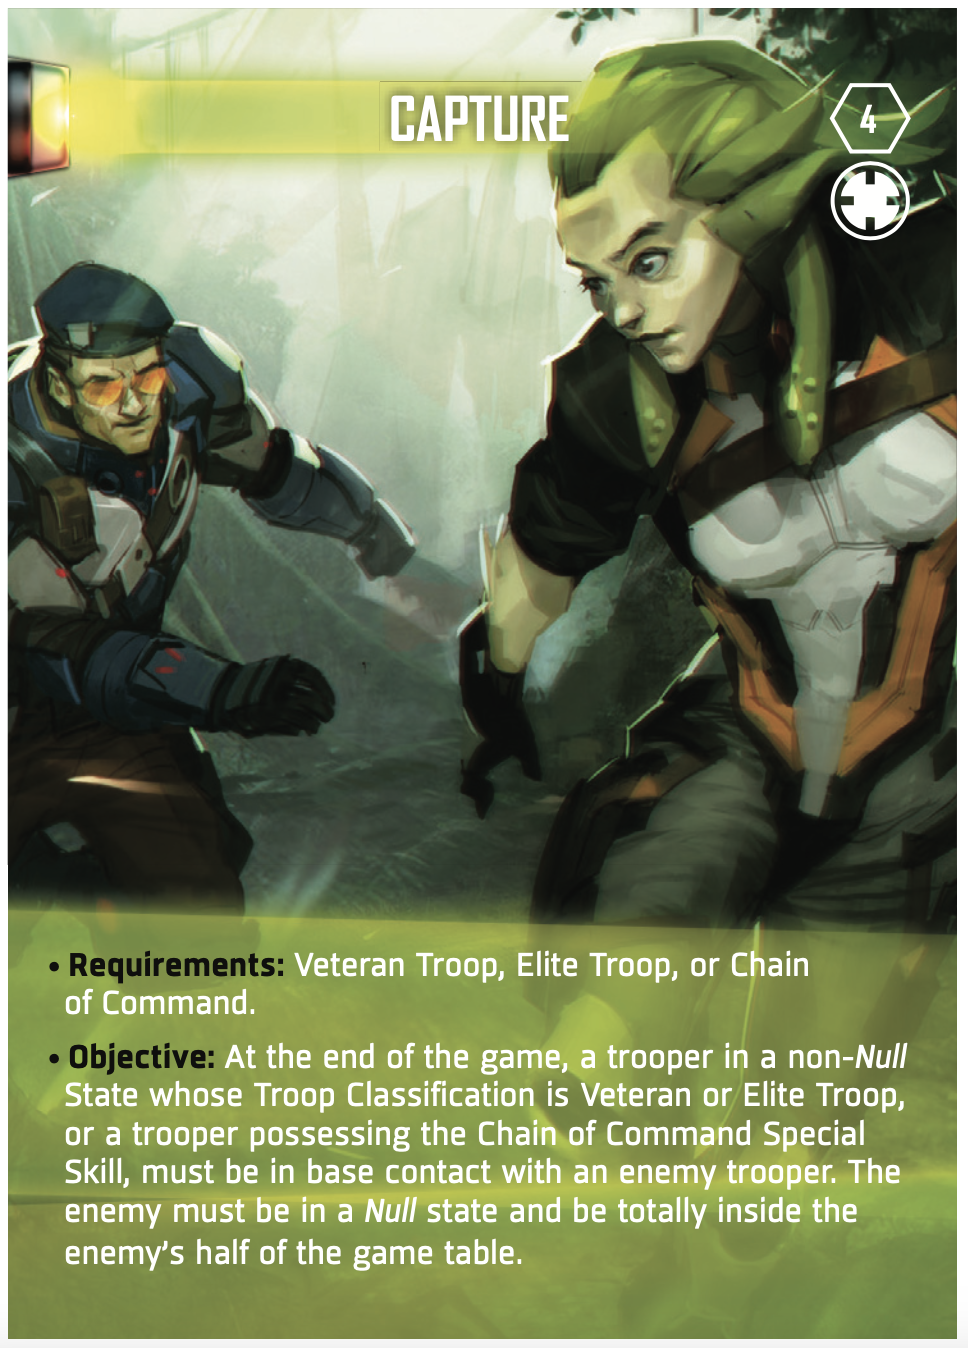 CAPTURE
4
• Requirements: Veteran Troop, Elite Troop, or Chain
of Command.
• Objective: At the end of the game, a trooper in a non-Null
State whose Troop Classification is Veteran or Elite Troop,
or a trooper possessing the Chain of Command Special
Skill, must be in base contact with an enemy trooper. The
enemy must be in a Null state and be totally inside the
enemy’s half of the game table.